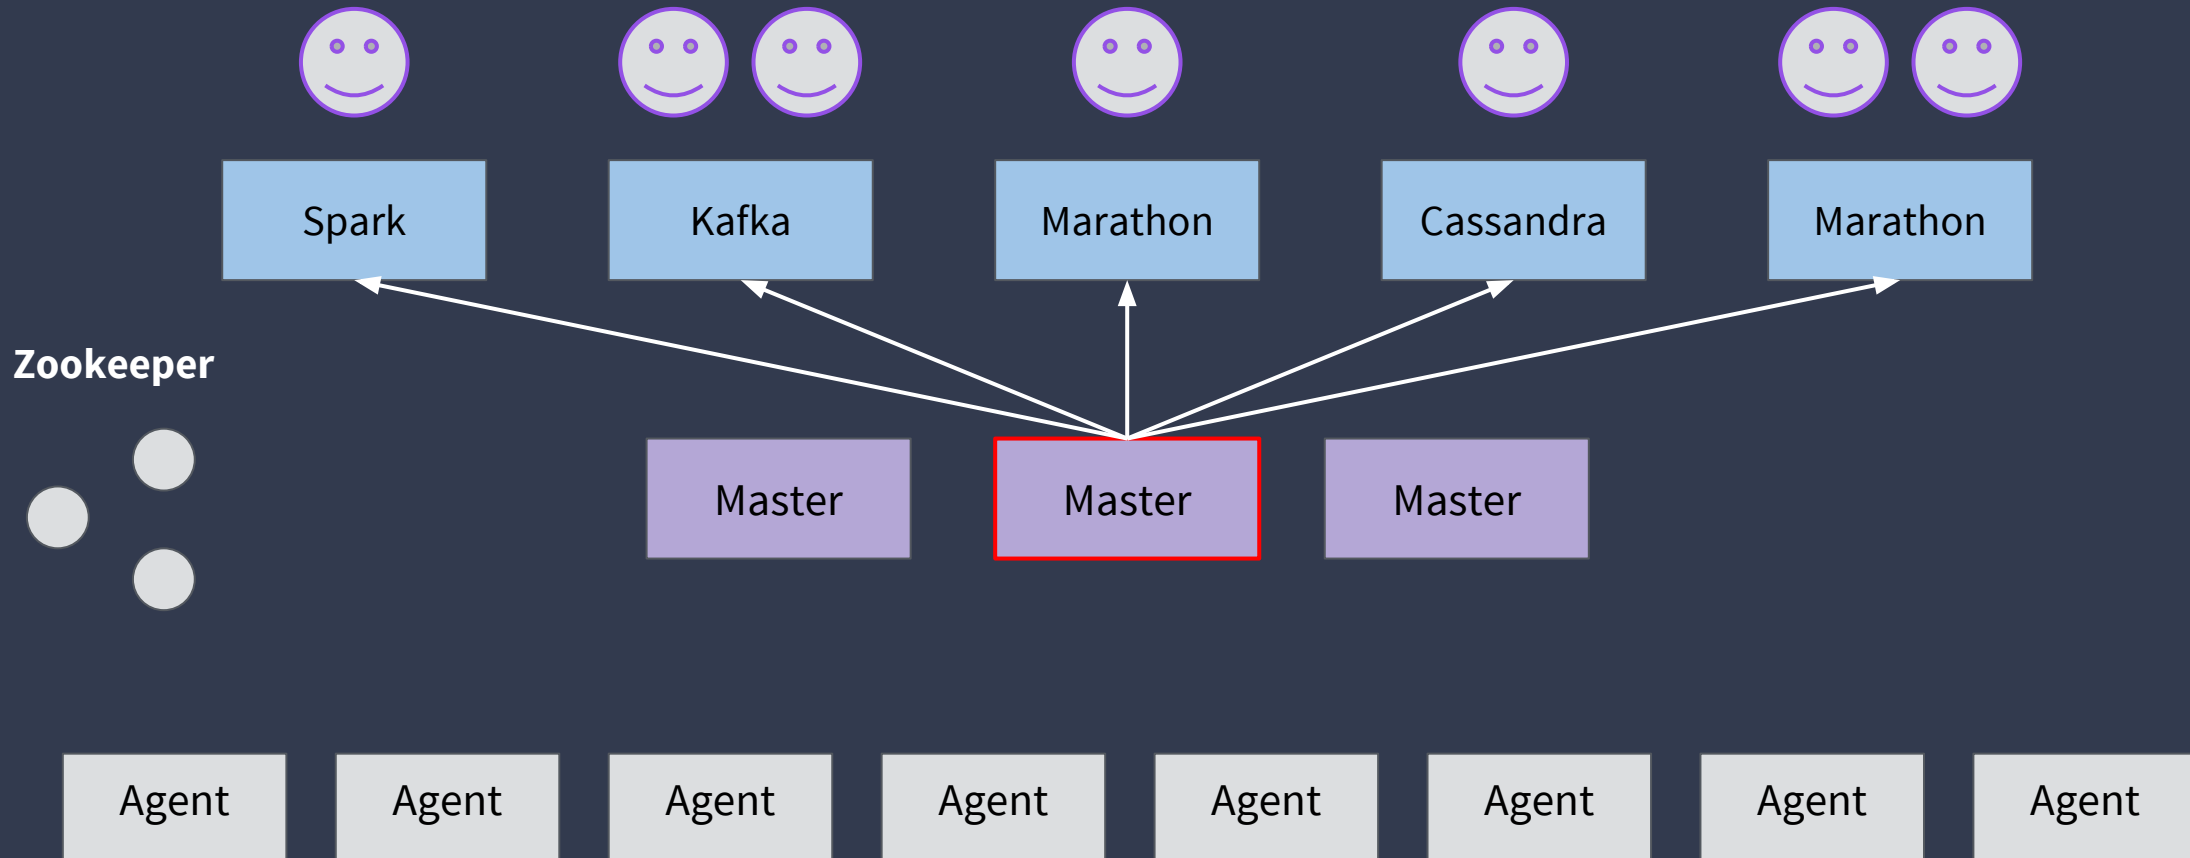 Spark
Kafka
Marathon
Cassandra
Marathon
Zookeeper
Master
Master
Master
Agent
Agent
Agent
Agent
Agent
Agent
Agent
Agent